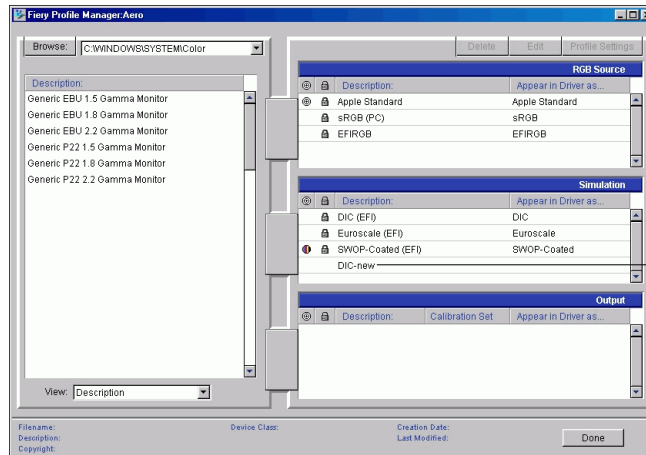 Fiery Profile Manager:Aero
Browse: C:\WINDOWS\SYSTEM\Color
Description:
Generic EBU 1.5 Gamma Monitor
Generic EBU 1.8 Gamma Monitor
Generic EBU 2.2 Gamma Monitor
Generic P22 1.5 Gamma Monitor
Generic P22 1.8 Gamma Monitor
Generic P22 2.2 Gamma Monitor
View: Description
Delete Edit Profile Settings
RGB Source
Description: Appear in Driver as...
Apple Standard Apple Standard
sRGB (PC) sRGB
EFIRGB EFIRGB
Simulation
Description: Appear in Driver as...
DIC (EFI) DIC
Euroscale (EFI) Euroscale
SWOP-Coated (EFI) SWOP-Coated
DIC-new
Output
Description: Calibration Set Appear in Driver as...
Filename: Device Class: Creation Date:
Description: Last Modified:
Copyright:
Done